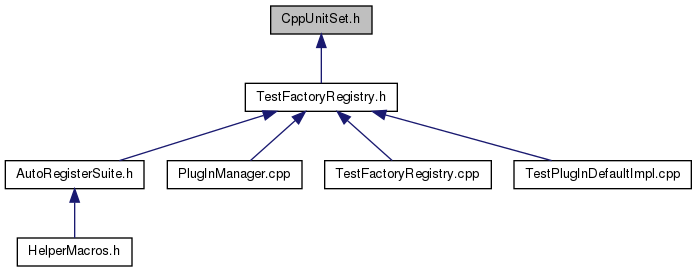 CppUnitSet.h
TestFactoryRegistry.h
AutoRegisterSuite.h
PlugInManager.cpp
TestFactoryRegistry.cpp
TestPlugInDefaultImpl.cpp
HelperMacros.h